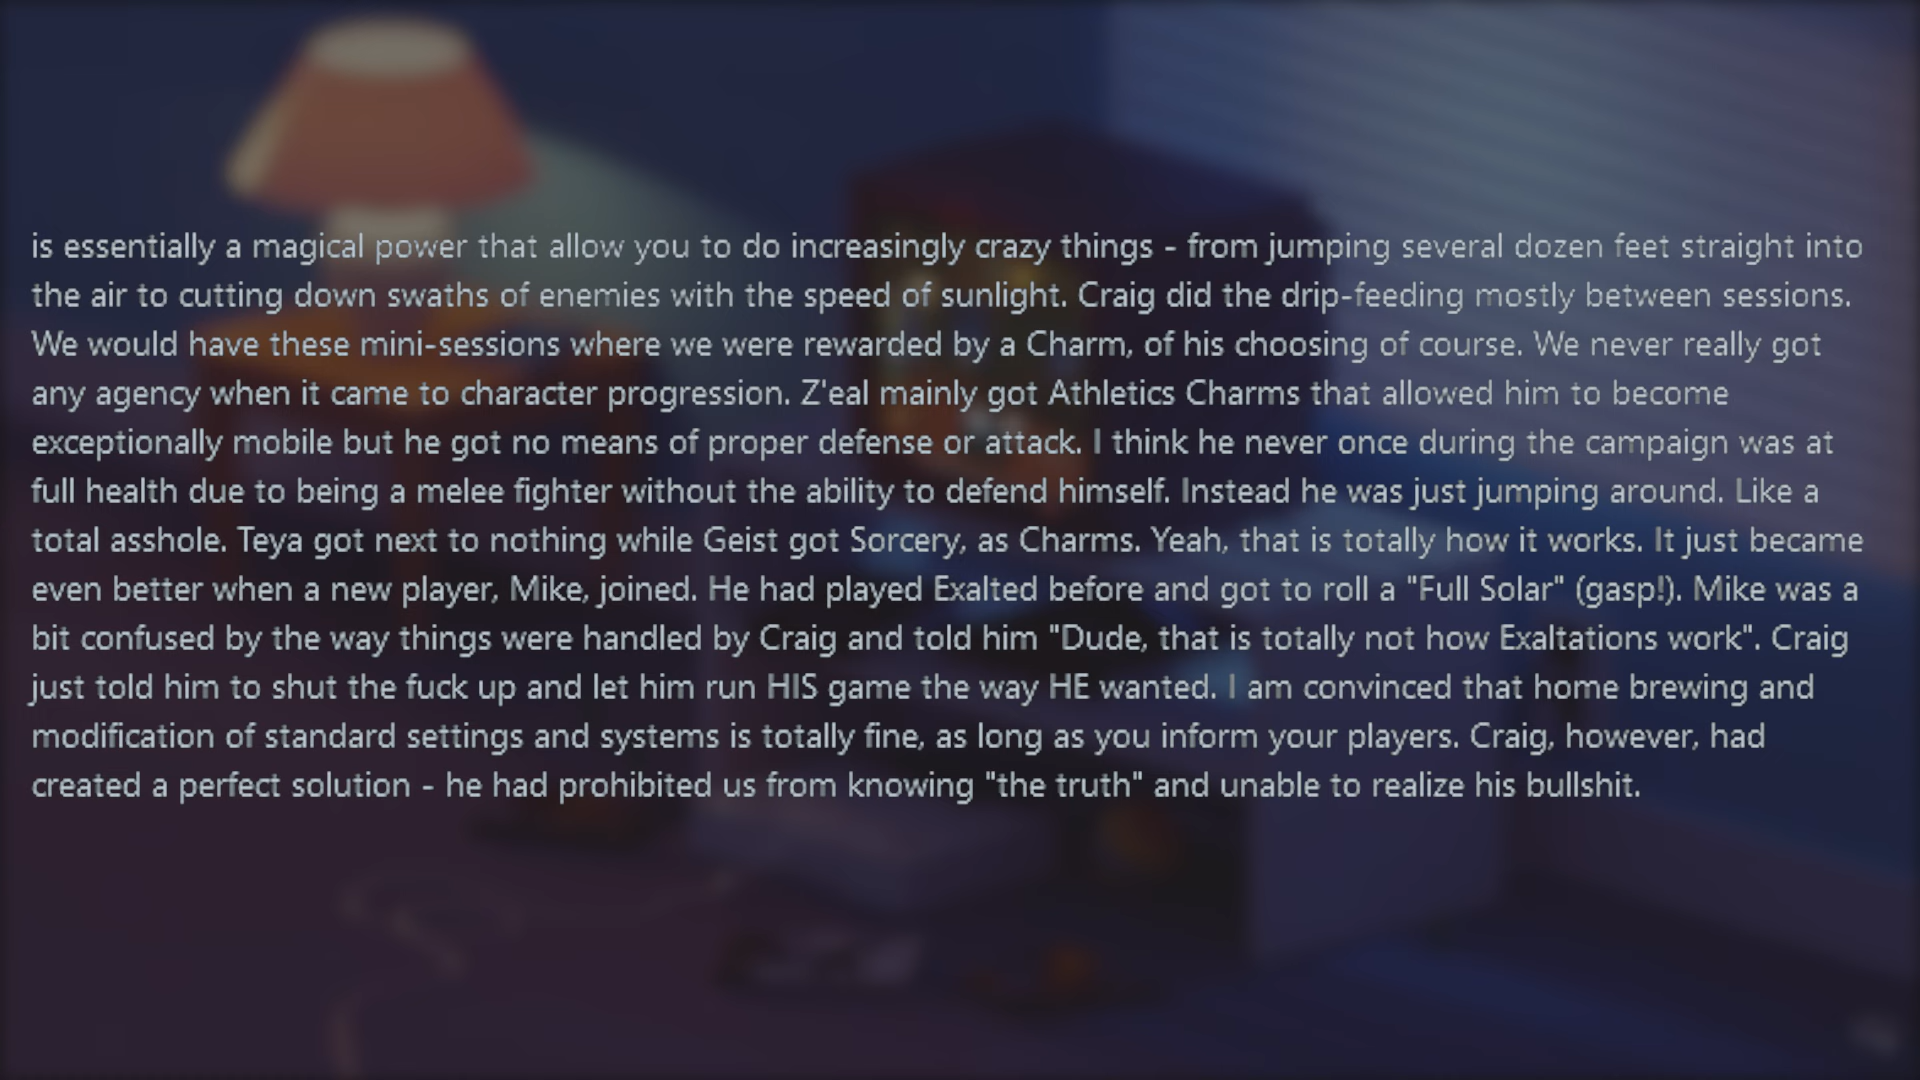 is essentially a magical power that allow you to do increasingly crazy things - from jumping several dozen feet straight into
the air to cutting down swaths of enemies with the speed of sunlight. Craig did the drip-feeding mostly between sessions.
We would have these mini-sessions where we were rewarded by a Charm, of his choosing of course. We never really got
any agency when it came to character progression. Z'eal mainly got Athletics Charms that allowed him to become
exceptionally mobile but he got no means of proper defense or attack. I think he never once during the campaign was at
full health due to being a melee fighter without the ability to defend himself. Instead he was just jumping around. Like a
total asshole. Teya got next to nothing while Geist got Sorcery, as Charms. Yeah, that is totally how it works. It just became
even better when a new player, Mike, joined. He had played Exalted before and got to roll a "Full Solar" (gasp!). Mike was a
bit confused by the way things were handled by Craig and told him "Dude, that is totally not how Exaltations work". Craig
just told him to shut the fuck up and let him run HIS game the way HE wanted. I am convinced that home brewing and
modification of standard settings and systems is totally fine, as long as you inform your players. Craig, however, had
created a perfect solution - he had prohibited us from knowing "the truth" and unable to realize his bullshit.